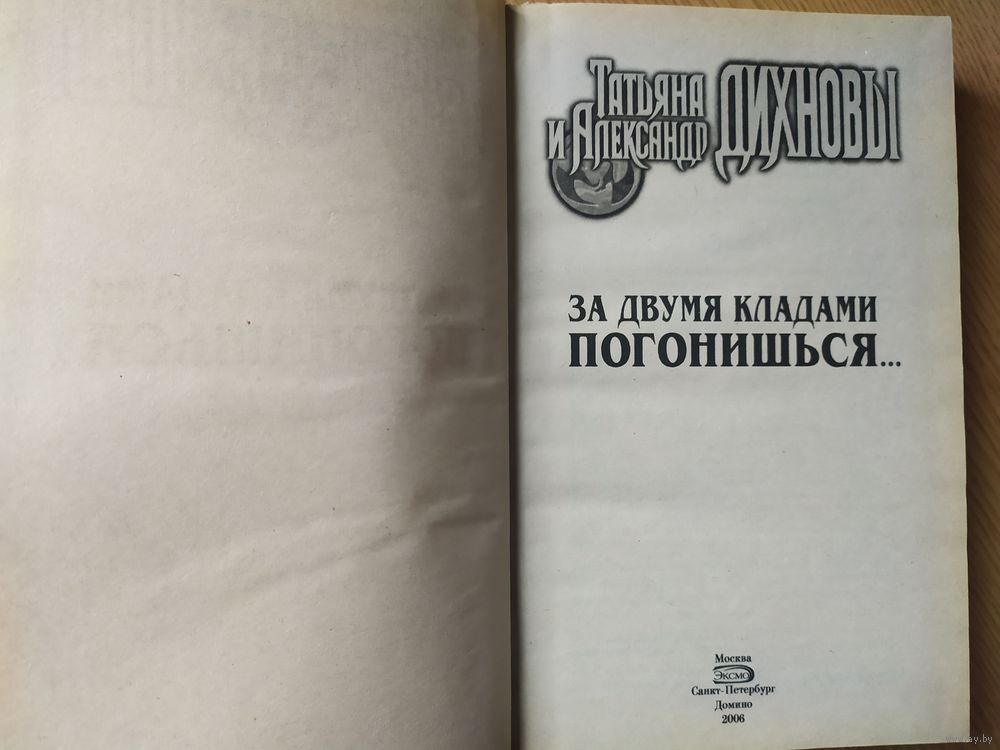 Татьяна
и Александр Дихновы
ЗА ДВУМЯ КЛАДАМИ
ПОГОНИШЬСЯ...
Москва
ЭКСМО
Санкт-Петербург
Домино
2006